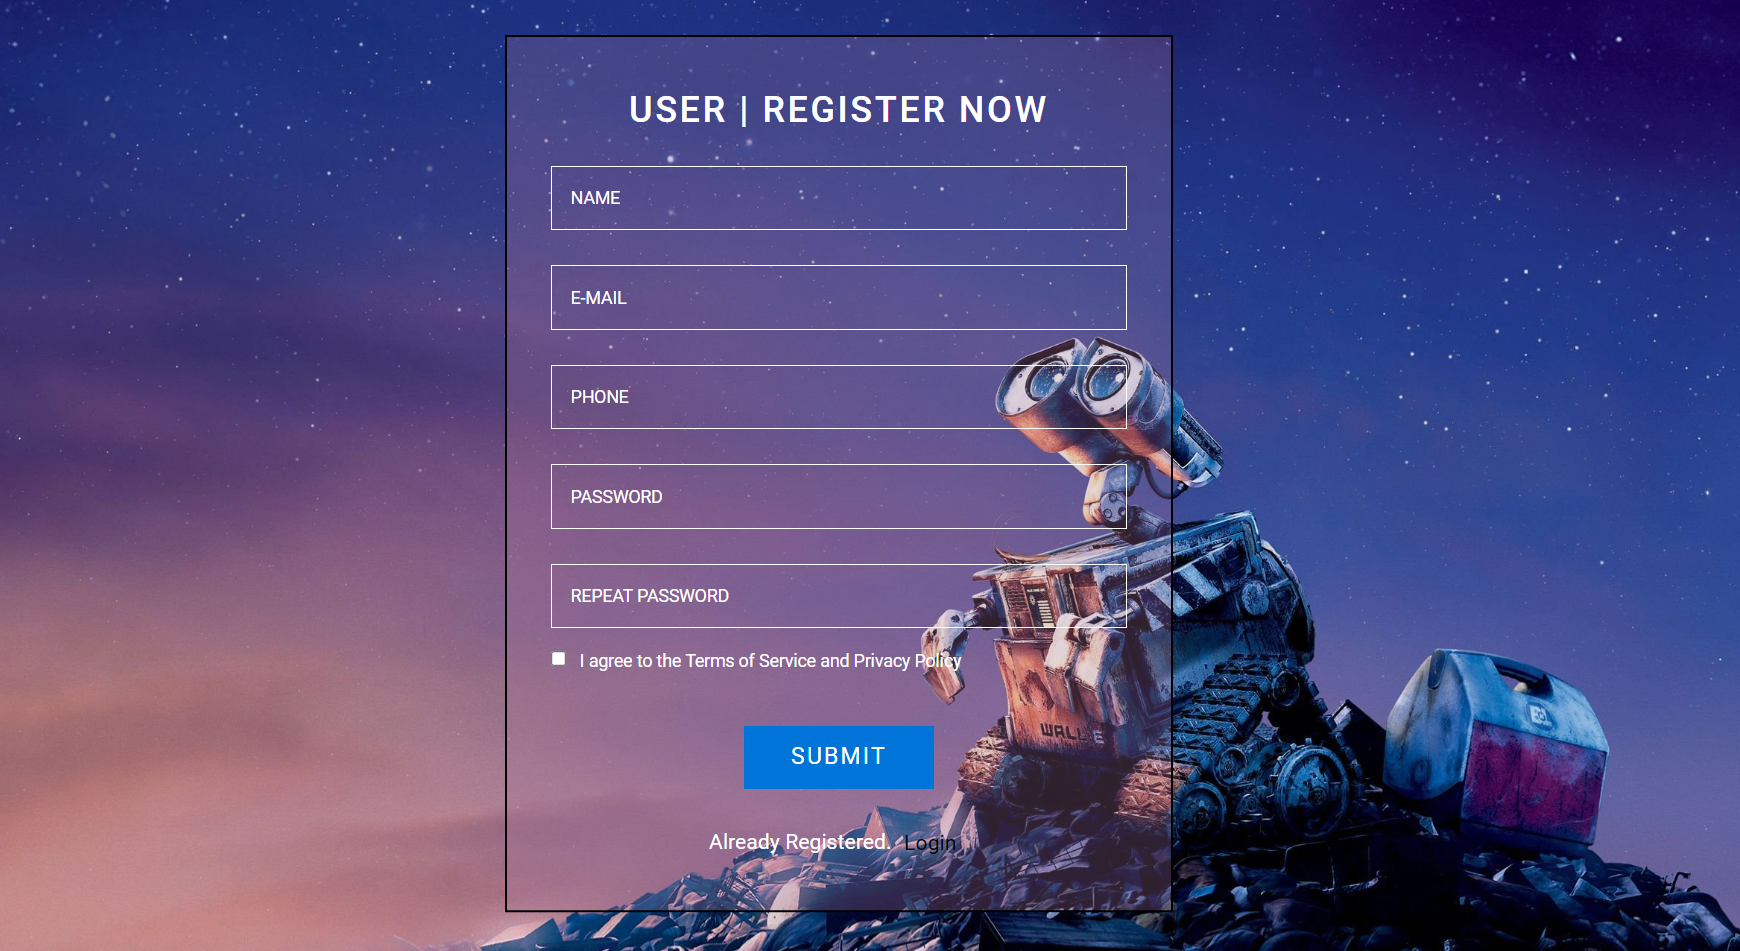 USER | REGISTER NOW
NAME
E-MAIL
PHONE
PASSWORD
REPEAT PASSWORD
I agree to the Terms of Service and Privacy Policy
WALL·E
SUBMIT
Already Registered. Login